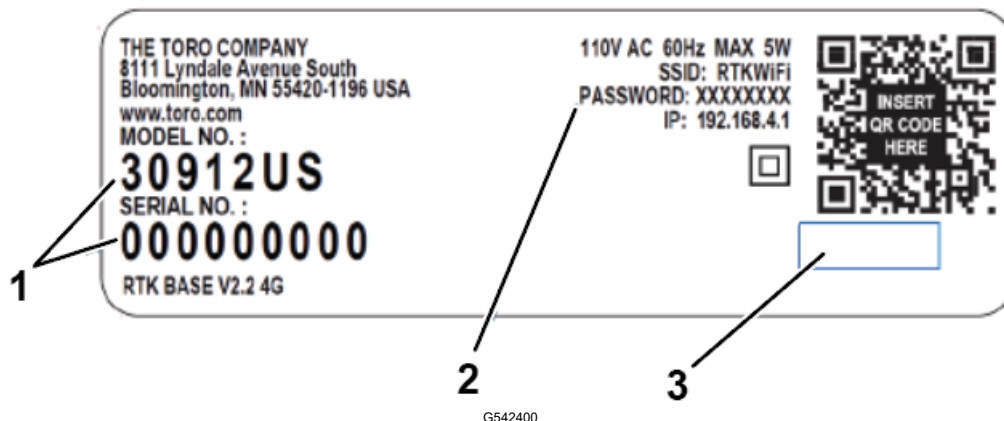 THE TORO COMPANY
8111 Lyndale Avenue South
Bloomington, MN 55420-1196 USA
www.toro.com
MODEL NO. :
30912US
SERIAL NO. :
000000000
RTK BASE V2.2 4G
110V AC 60Hz MAX 5W
SSID: RTKWiFi
PASSWORD: XXXXXXXX
IP: 192.168.4.1
INSERT
QR CODE
HERE
1
2
3
G542400